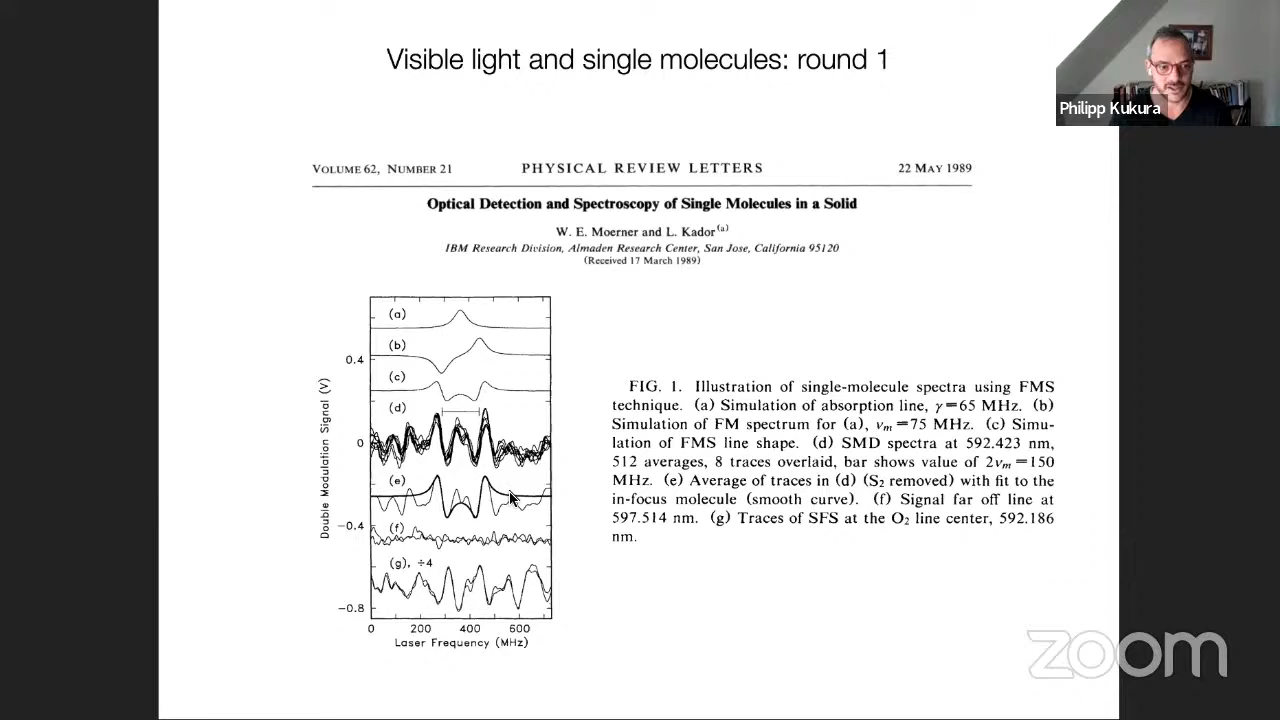 Visible light and single molecules: round 1
Philipp Kukura
VOLUME 62, NUMBER 21 PHYSICAL REVIEW LETTERS 22 MAY 1989
Optical Detection and Spectroscopy of Single Molecules in a Solid
W. E. Moerner and L. Kador(a)
IBM Research Division, Almaden Research Center, San Jose, California 95120
(Received 17 March 1989)
(a)
(b)
0.4
(c)
(d)
0
(e)
-0.4
(f)
(g), ÷4
-0.8
0 200 400 600
Laser Frequency (MHz)
Double Modulation Signal (V)
FIG. 1. Illustration of single-molecule spectra using FMS
technique. (a) Simulation of absorption line, γ=65 MHz. (b)
Simulation of FM spectrum for (a), νm=75 MHz. (c) Simu-
lation of FMS line shape. (d) SMD spectra at 592.423 nm,
512 averages, 8 traces overlaid, bar shows value of 2νm=150
MHz. (e) Average of traces in (d) (S2 removed) with fit to the
in-focus molecule (smooth curve). (f) Signal far off line at
597.514 nm. (g) Traces of SFS at the O2 line center, 592.186
nm.
zoom